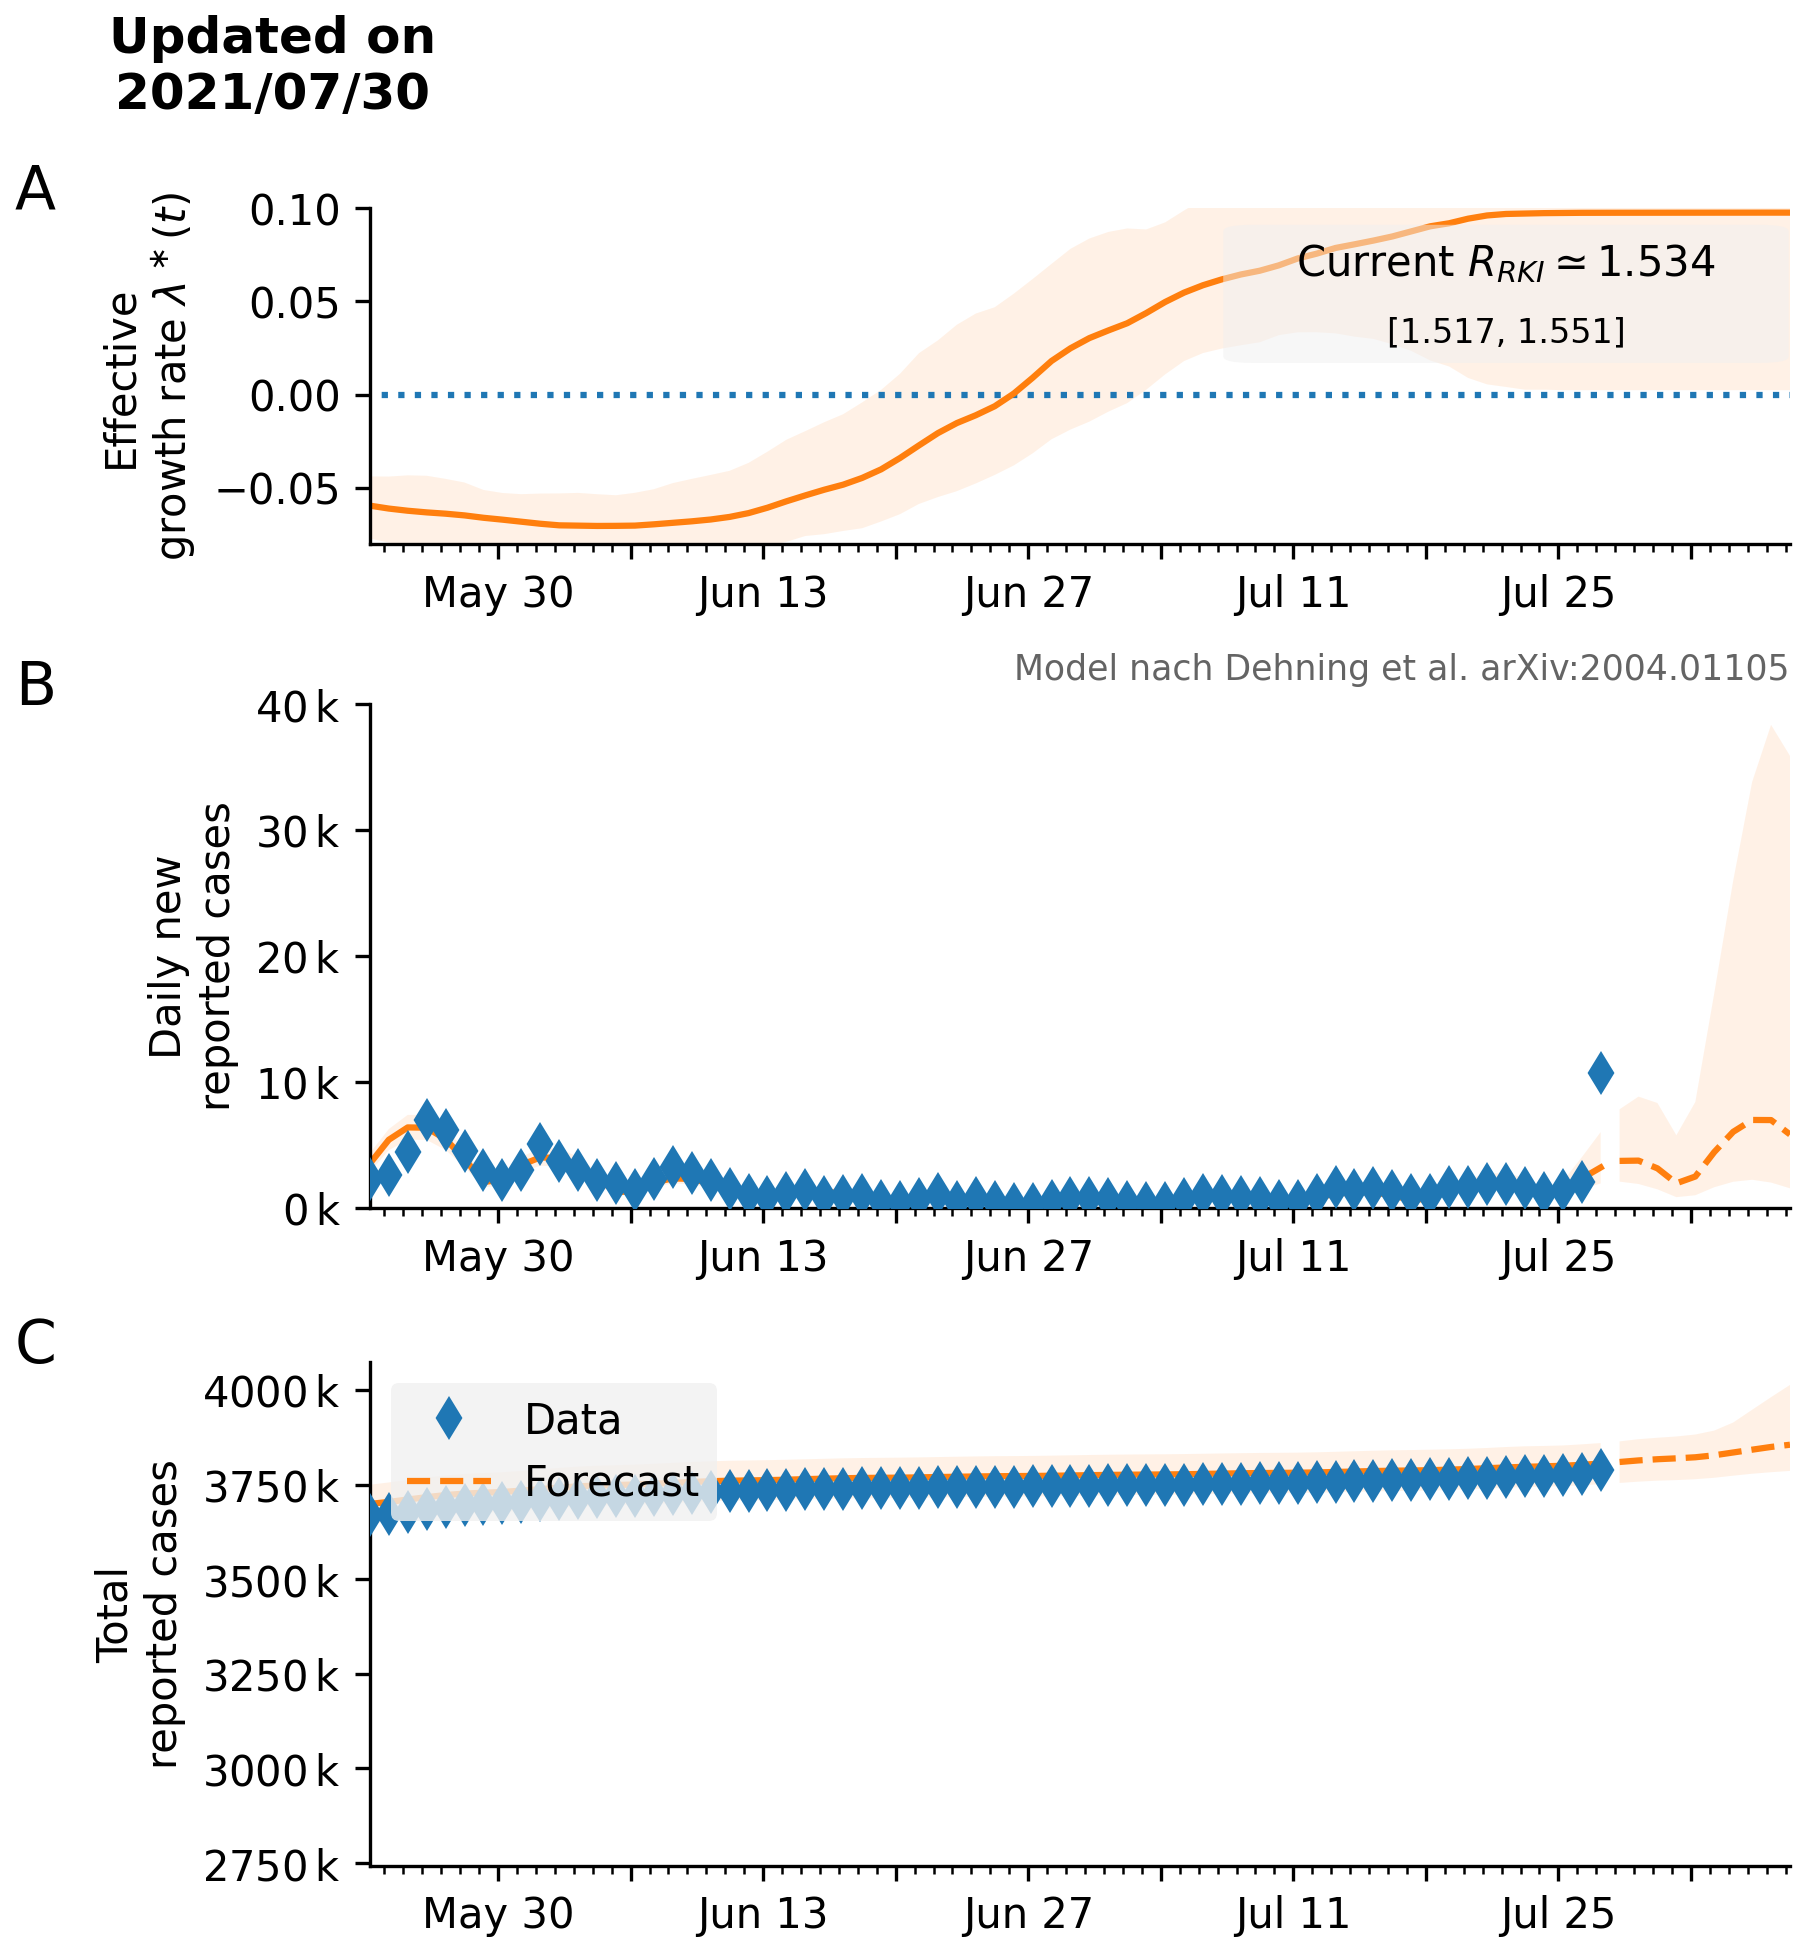 Updated on
2021/07/30
A
Effective
growth rate λ * (t)
0.10
0.05
0.00
−0.05
Current R_RKI ≃ 1.534
[1.517, 1.551]
May 30 Jun 13 Jun 27 Jul 11 Jul 25
Model nach Dehning et al. arXiv:2004.01105
B
Daily new
reported cases
40 k
30 k
20 k
10 k
0 k
May 30 Jun 13 Jun 27 Jul 11 Jul 25
C
Total
reported cases
4000 k
3750 k
3500 k
3250 k
3000 k
2750 k
Data
Forecast
May 30 Jun 13 Jun 27 Jul 11 Jul 25